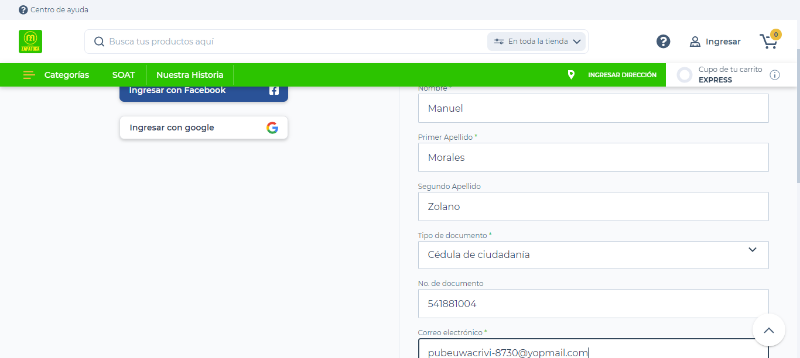 Centro de ayuda
Busca tus productos aquí
En toda la tienda
Ingresar
0
Categorías
SOAT
Nuestra Historia
INGRESAR DIRECCIÓN
Cupo de tu carrito
EXPRESS
Ingresar con Facebook
Ingresar con google
Nombre *
Manuel
Primer Apellido *
Morales
Segundo Apellido
Zolano
Tipo de documento *
Cédula de ciudadanía
No. de documento
541881004
Correo electrónico *
pubeuwacrivi-8730@yopmail.com